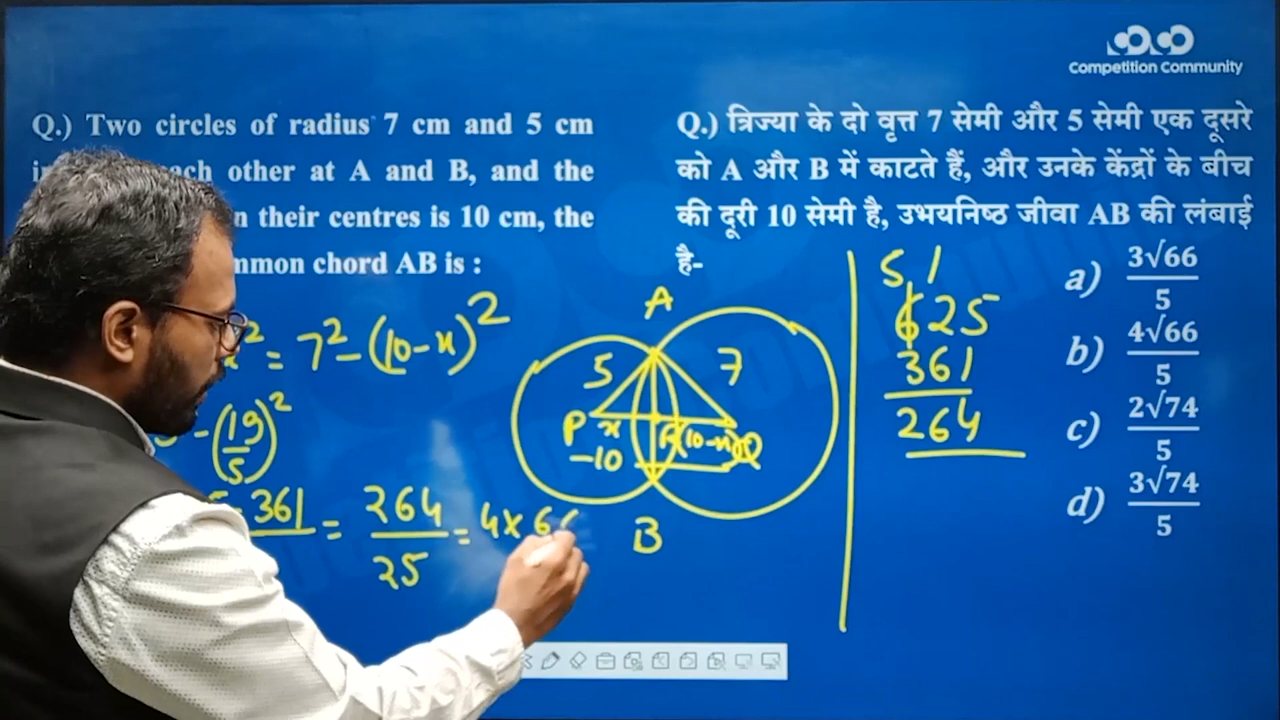 Competition Community
Q.) Two circles of radius 7 cm and 5 cm
each other at A and B, and the
their centres is 10 cm, the
chord AB is :
Q.) त्रिज्या के दो वृत्त 7 सेमी और 5 सेमी एक दूसरे
को A और B में काटते हैं, और उनके केंद्रों के बीच
की दूरी 10 सेमी है, उभयनिष्ठ जीवा AB की लंबाई
है-
a) 3√66/5
b) 4√66/5
c) 2√74/5
d) 3√74/5
= 7² - (10-x)²
- (19/5)²
361 = 264/25 = 4×6
A
5 7
P x (10-x) Q
10
B
5 1
625
361
264